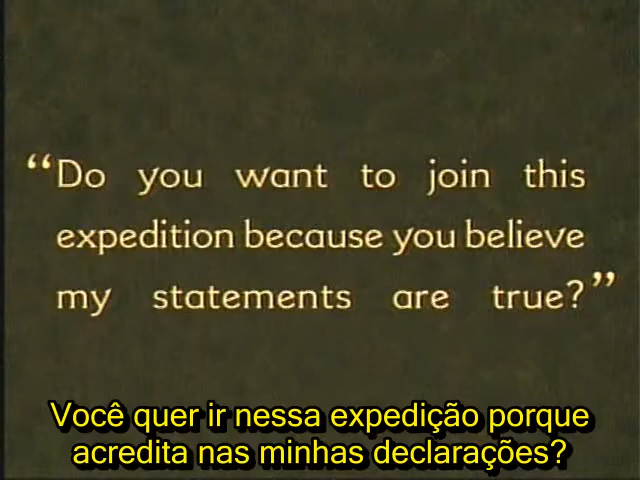 “Do you want to join this
expedition because you believe
my statements are true?”
Você quer ir nessa expedição porque
acredita nas minhas declarações?